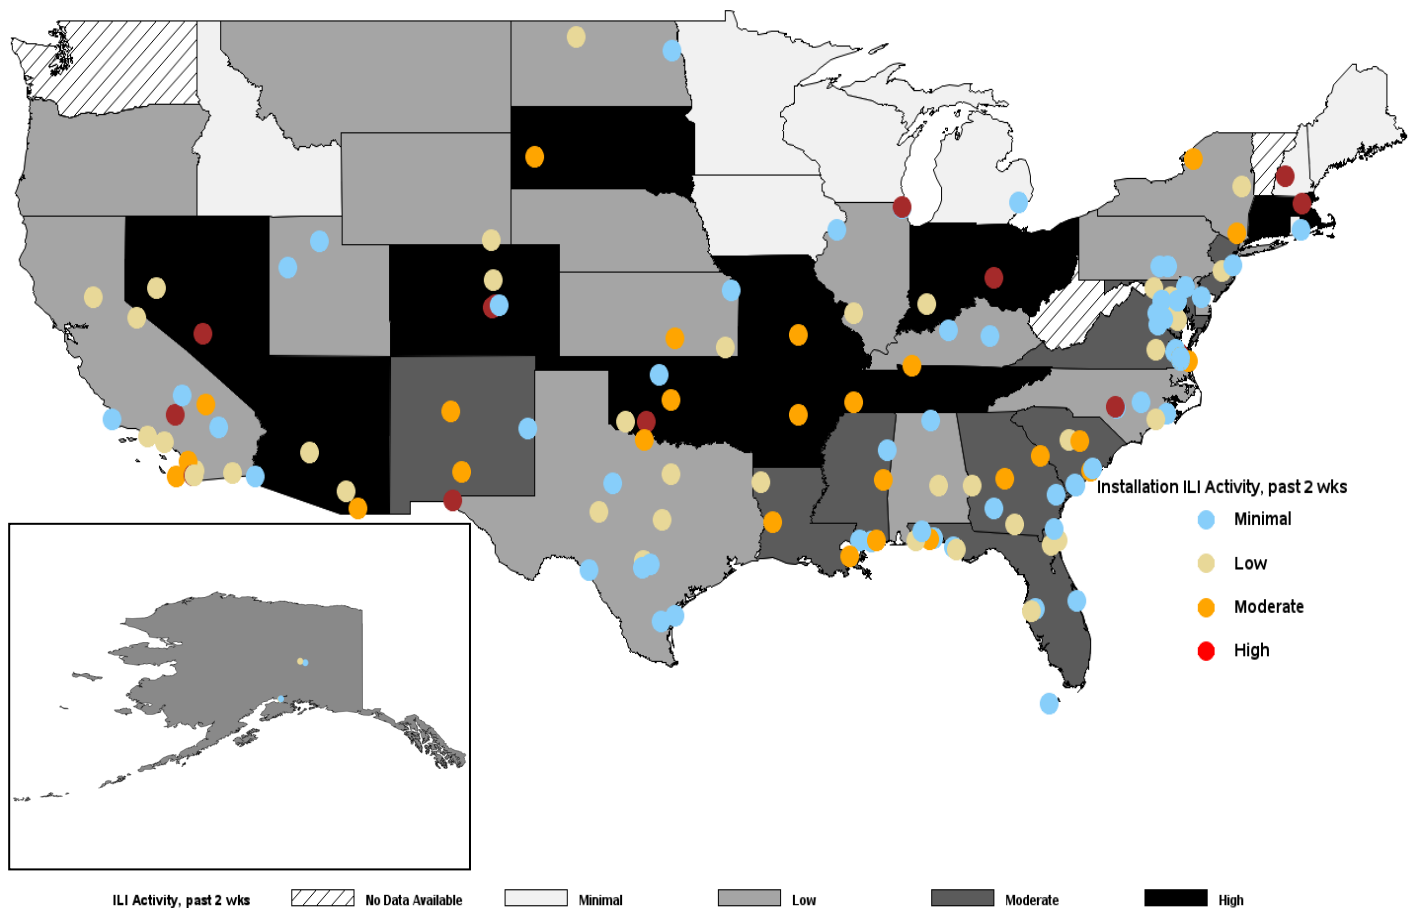 Installation ILI Activity, past 2 wks
Minimal
Low
Moderate
High
ILI Activity, past 2 wks No Data Available Minimal Low Moderate High